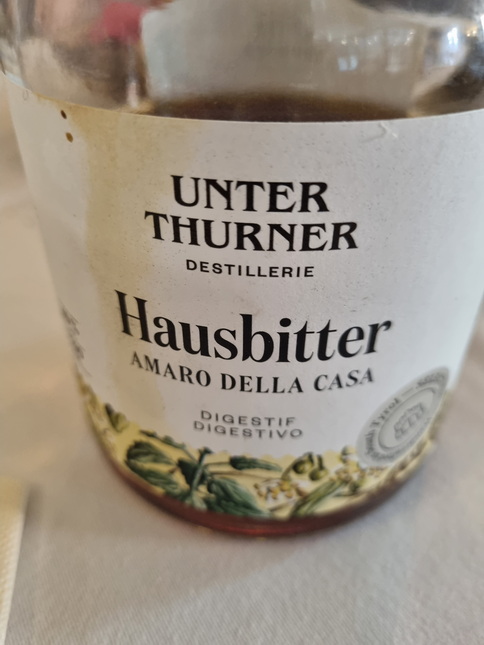 UNTER
THURNER
DESTILLERIE
Hausbitter
AMARO DELLA CASA
DIGESTIF
DIGESTIVO